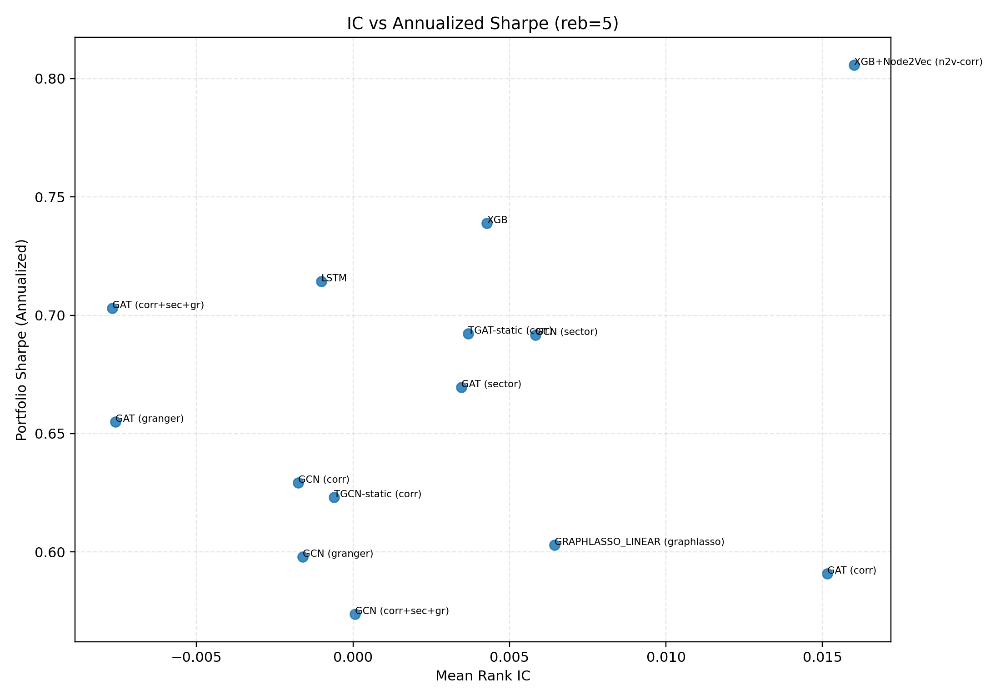 IC vs Annualized Sharpe (reb=5)
Portfolio Sharpe (Annualized)
0.80
0.75
0.70
0.65
0.60
XGB+Node2Vec (n2v-corr)
XGB
LSTM
GAT (corr+sec+gr)
TGAT-static (corr)
GCN (sector)
GAT (sector)
GAT (granger)
GCN (corr)
TGCN-static (corr)
GRAPHLASSO_LINEAR (graphlasso)
GCN (granger)
GAT (corr)
GCN (corr+sec+gr)
−0.005
0.000
0.005
0.010
0.015
Mean Rank IC